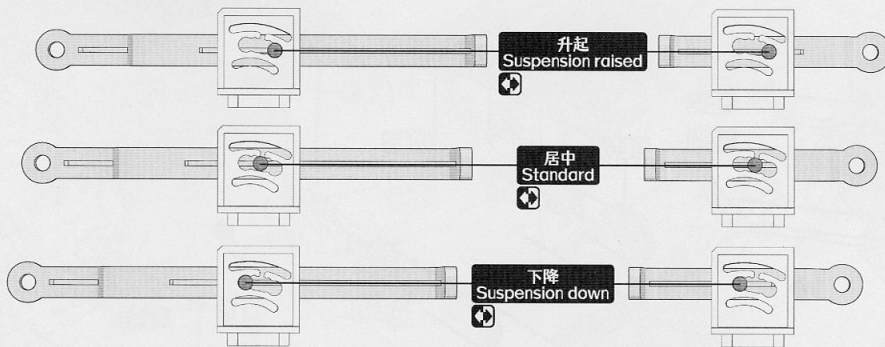 升起
Suspension raised
居中
Standard
下降
Suspension down